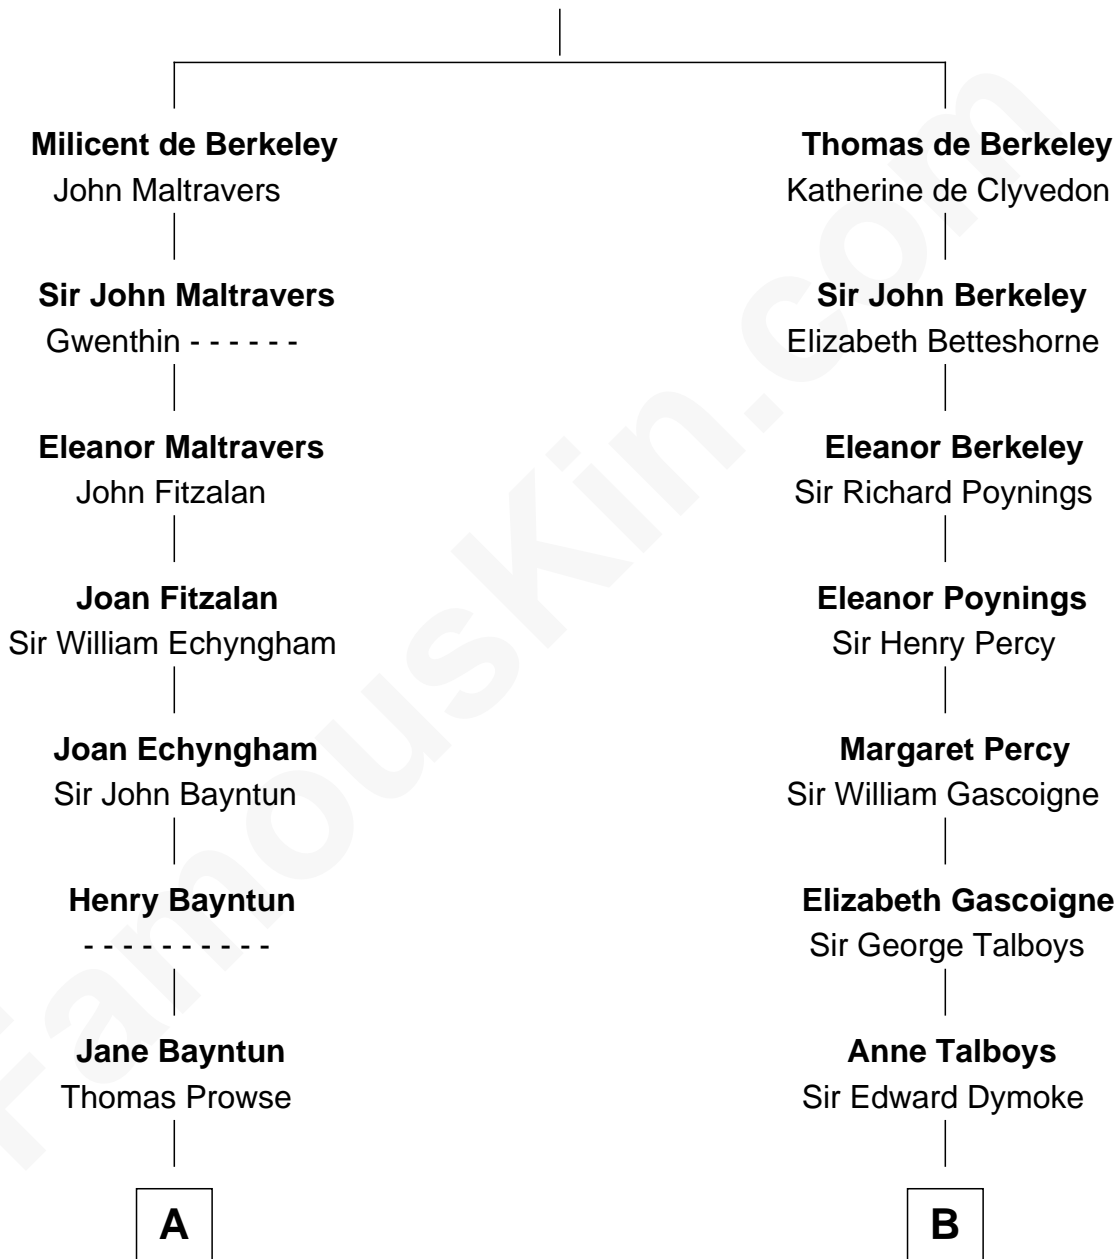 Milicent de Berkeley
John Maltravers
Sir John Maltravers
Gwenthin - - - - - -
Eleanor Maltravers
John Fitzalan
Joan Fitzalan
Sir William Echyngham
Joan Echyngham
Sir John Bayntun
Henry Bayntun
- - - - - - - - - -
Jane Bayntun
Thomas Prowse
A
Thomas de Berkeley
Katherine de Clyvedon
Sir John Berkeley
Elizabeth Betteshorne
Eleanor Berkeley
Sir Richard Poynings
Eleanor Poynings
Sir Henry Percy
Margaret Percy
Sir William Gascoigne
Elizabeth Gascoigne
Sir George Talboys
Anne Talboys
Sir Edward Dymoke
B
FamousKin.com